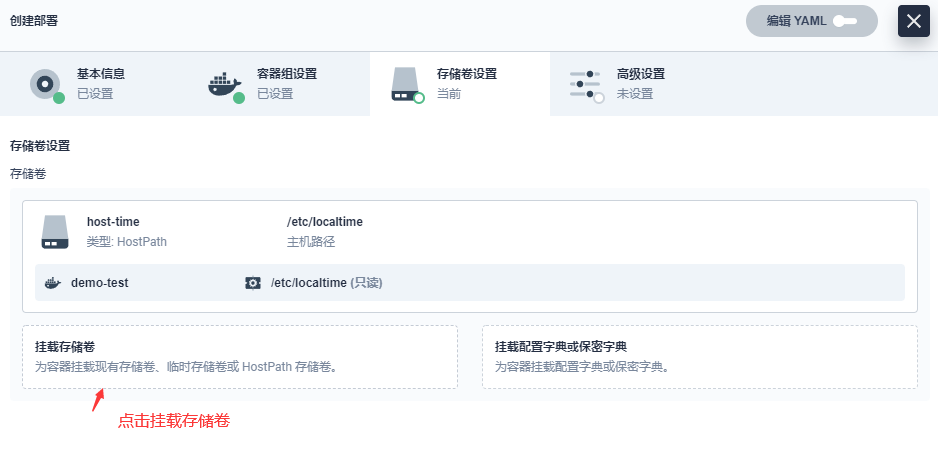 创建部署
编辑 YAML
基本信息
已设置
容器组设置
已设置
存储卷设置
当前
高级设置
未设置
存储卷设置
存储卷
host-time
类型: HostPath
/etc/localtime
主机路径
demo-test
/etc/localtime (只读)
挂载存储卷
为容器挂载现有存储卷、临时存储卷或 HostPath 存储卷。
挂载配置字典或保密字典
为容器挂载配置字典或保密字典。
点击挂载存储卷